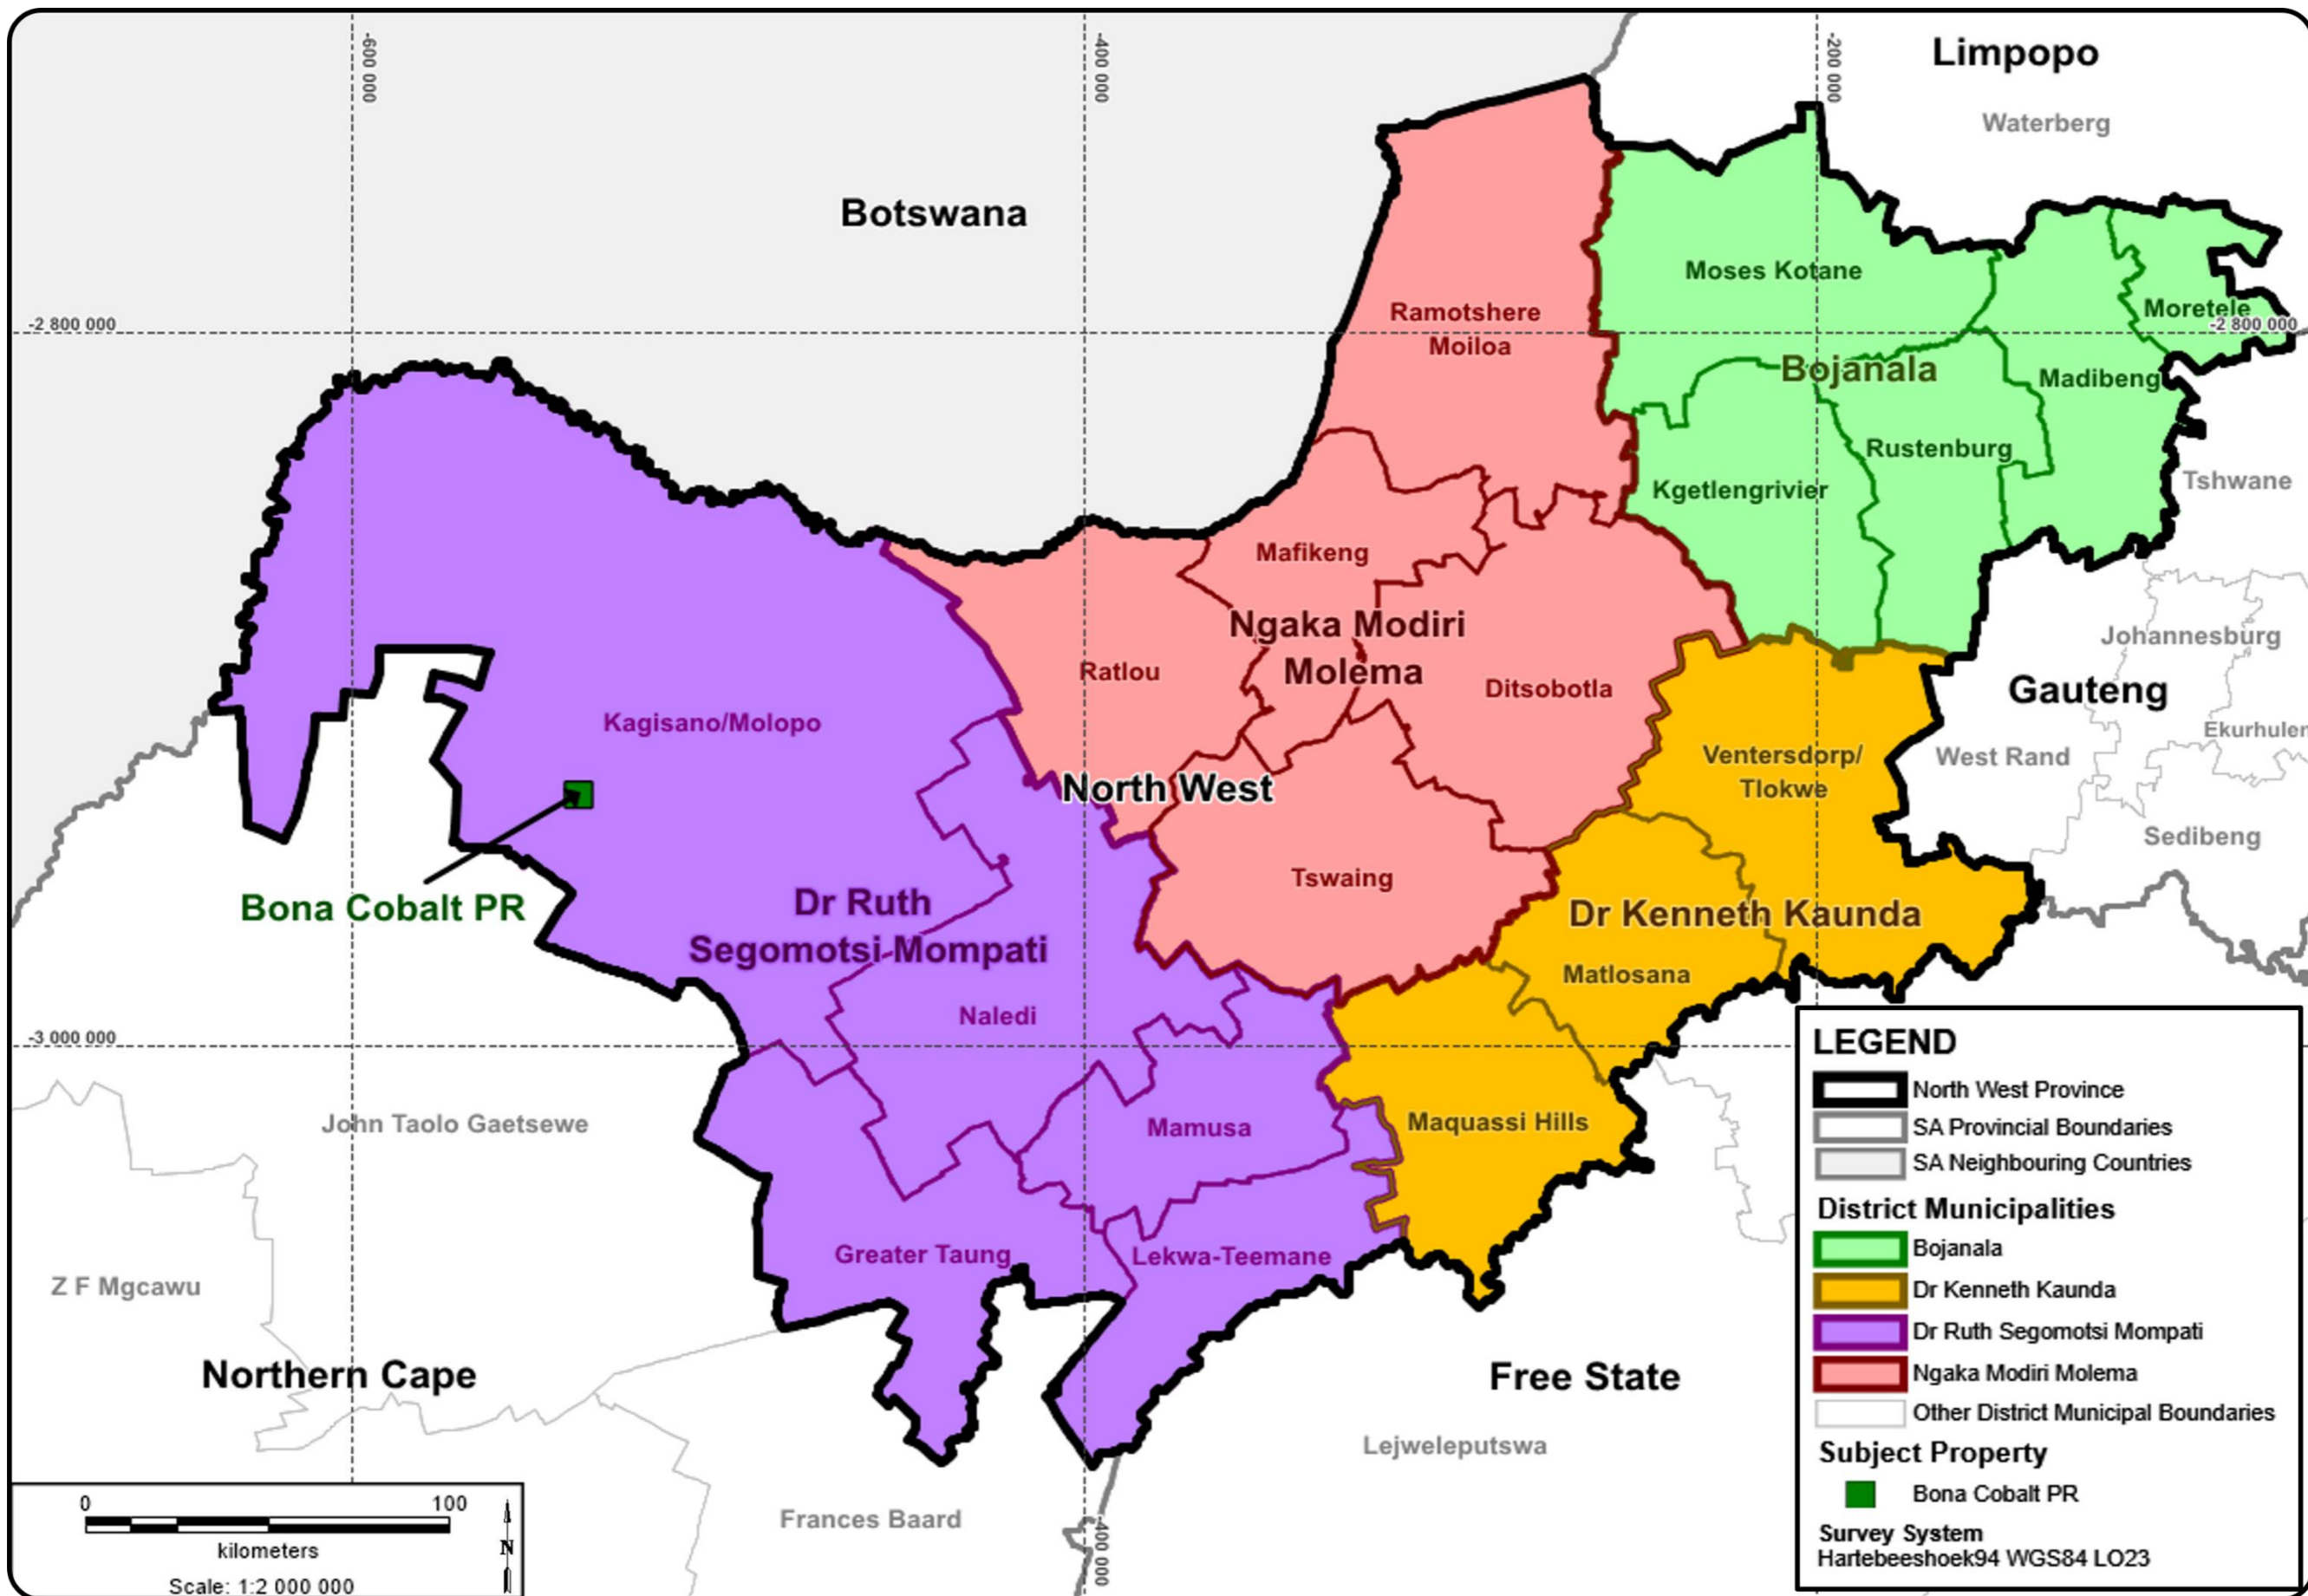 -600 000
-400 000
-200 000
Limpopo
Waterberg
Botswana
Moses Kotane
Ramotshere
Moiloa
Moretele
-2 800 000
-2 800 000
Bojanala
Madibeng
Rustenburg
Kgetlengrivier
Tshwane
Mafikeng
Ngaka Modiri
Molema
Johannesburg
Ratlou
Ditsobotla
Gauteng
Kagisano/Molopo
Ekurhulen
Ventersdorp/
Tlokwe
West Rand
North West
Sedibeng
Tswaing
Bona Cobalt PR
Dr Ruth
Segomotsi Mompati
Dr Kenneth Kaunda
Matlosana
Naledi
-3 000 000
John Taolo Gaetsewe
Mamusa
Maquassi Hills
Greater Taung
Lekwa-Teemane
Z F Mgcawu
Northern Cape
Free State
Lejweleputswa
Frances Baard
-400 000
LEGEND
North West Province
SA Provincial Boundaries
SA Neighbouring Countries
District Municipalities
Bojanala
Dr Kenneth Kaunda
Dr Ruth Segomotsi Mompati
Ngaka Modiri Molema
Other District Municipal Boundaries
Subject Property
Bona Cobalt PR
Survey System
Hartebeeshoek94 WGS84 LO23
0 100
kilometers
Scale: 1:2 000 000
N